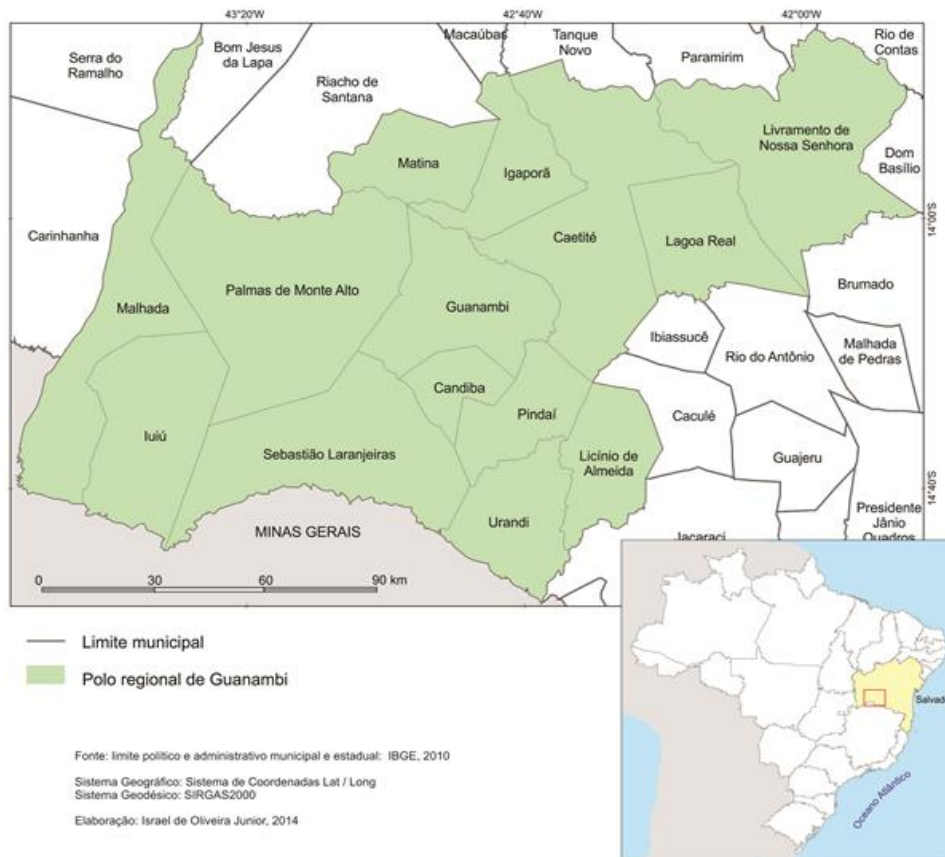 43°20'W
42°40'W
42°00'W
Serra do
Ramalho
Bom Jesus
da Lapa
Riacho de
Santana
Macaúbas
Tanque
Novo
Paramirim
Rio de
Contas
Livramento de
Nossa Senhora
Dom
Basílio
Matina
Igaporã
14°00'S
Carinhanha
Caetité
Lagoa Real
Palmas de Monte Alto
Malhada
Guanambi
Brumado
Ibiassucê
Rio do Antônio
Malhada
de Pedras
Candiba
Pindaí
Caculé
Iuiú
Sebastião Laranjeiras
Licínio de
Almeida
Guajeru
14°40'S
Urandi
MINAS GERAIS
Presidente
Jânio
Quadros
Jacaraci
0 30 60 90 km
Limite municipal
Polo regional de Guanambi
Salvado
Oceano Atlântico
Fonte: limite político e administrativo municipal e estadual: IBGE, 2010
Sistema Geográfico: Sistema de Coordenadas Lat / Long
Sistema Geodésico: SIRGAS2000
Elaboração: Israel de Oliveira Junior, 2014